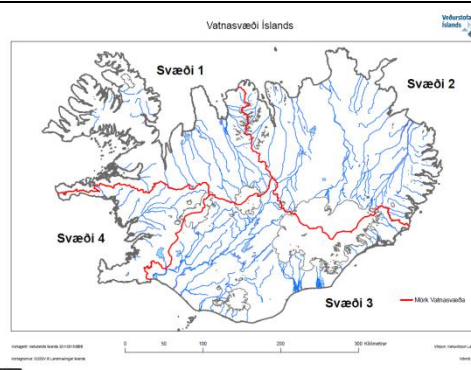 Vatnasvæði Íslands
Veðurstofa
Íslands
Svæði 1
Svæði 2
Svæði 4
Svæði 3
Mörk Vatnasvæða
0 50 100 200 300 Kílómetrar